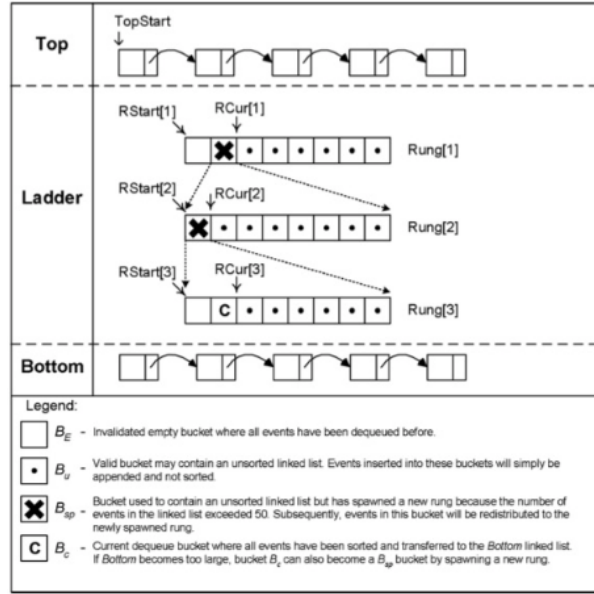 Top
TopStart
Ladder
RStart[1]
RCur[1]
Rung[1]
RStart[2]
RCur[2]
Rung[2]
RStart[3]
RCur[3]
C
Rung[3]
Bottom
Legend:
B_E - Invalidated empty bucket where all events have been dequeued before.
B_u - Valid bucket may contain an unsorted linked list. Events inserted into these buckets will simply be
appended and not sorted.
B_sp - Bucket used to contain an unsorted linked list but has spawned a new rung because the number of
events in the linked list exceeded 50. Subsequently, events in this bucket will be redistributed to the
newly spawned rung.
C B_c - Current dequeue bucket where all events have been sorted and transferred to the Bottom linked list.
If Bottom becomes too large, bucket B_c can also become a B_sp bucket by spawning a new rung.